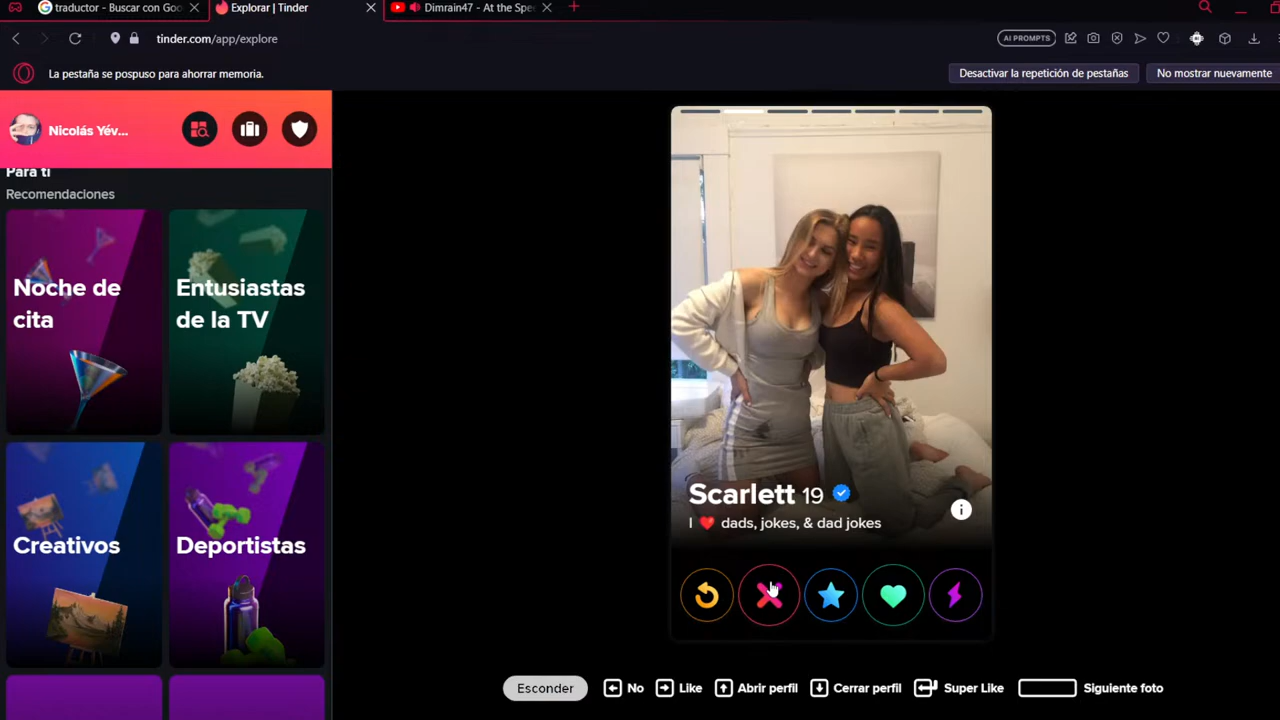 traductor - Buscar con Goo
Explorar | Tinder
Dimrain47 - At the Spe
tinder.com/app/explore
AI PROMPTS
La pestaña se pospuso para ahorrar memoria.
Desactivar la repetición de pestañas
No mostrar nuevamente
Nicolás Yév...
Para ti
Recomendaciones
Noche de
cita
Entusiastas
de la TV
Creativos
Deportistas
Scarlett 19
I ❤️ dads, jokes, & dad jokes
Esconder
No
Like
Abrir perfil
Cerrar perfil
Super Like
Siguiente foto